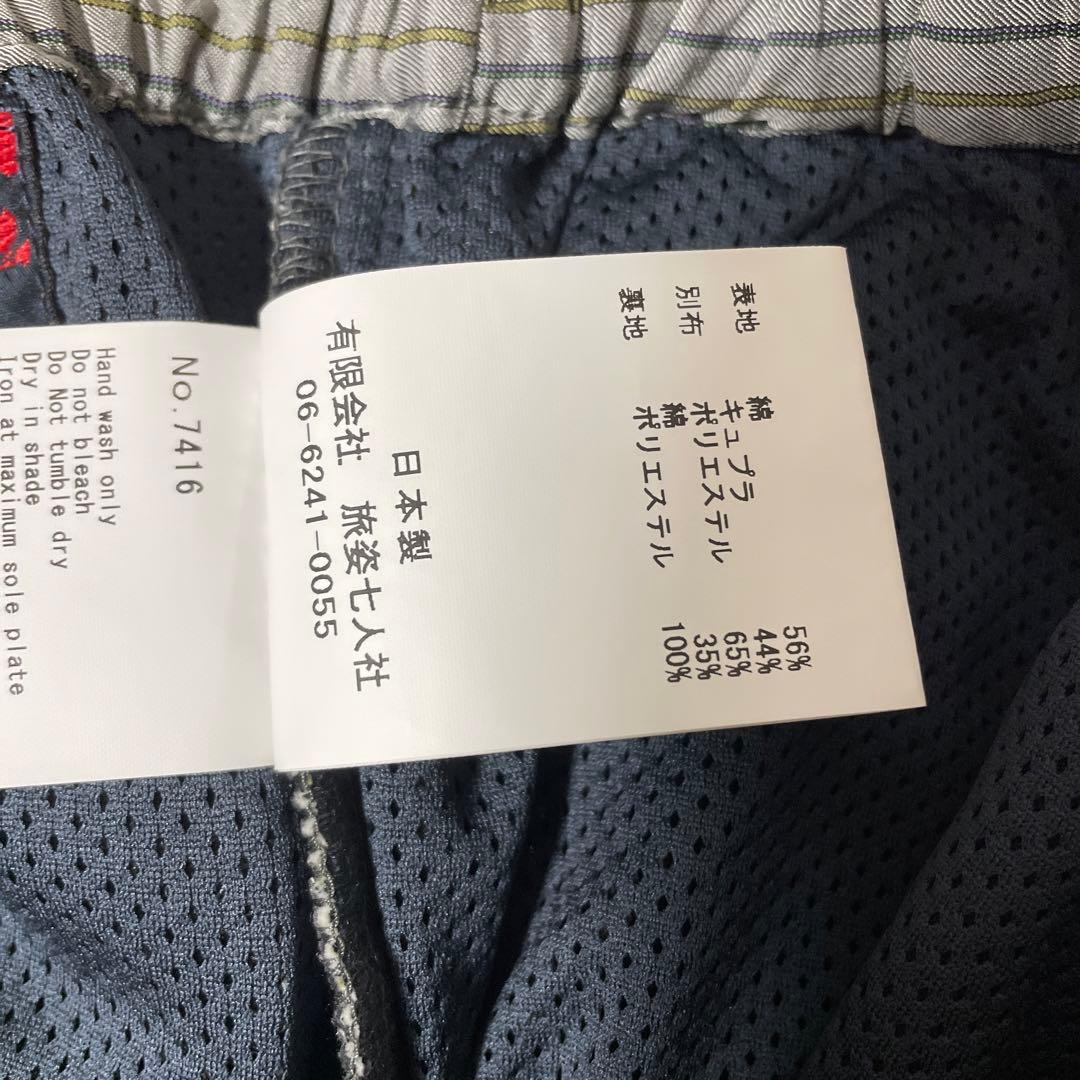 表地 綿 56%
キュプラ 44%
別布 ポリエステル 65%
綿 35%
裏地 ポリエステル 100%
日本製
有限会社 旅姿七人社
06-6241-0055
No.7416
Hand wash only
Do not bleach
Do Not tumble dry
Dry in shade
Iron at maximum sole plate